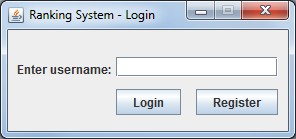 Ranking System - Login
Enter username:
Login Register